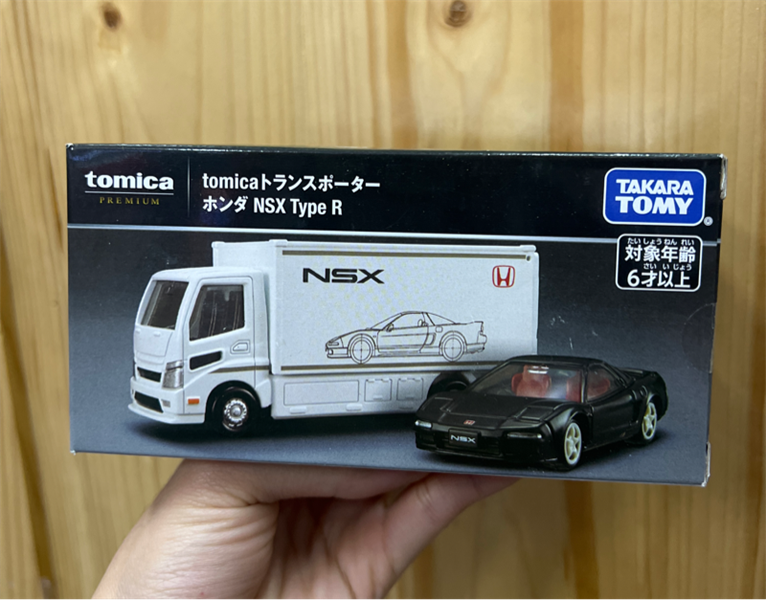 tomica
PREMIUM
tomicaトランスポーター
ホンダ NSX Type R
TAKARA
TOMY
たい しょう ねん れい
対象年齢
さい い じょう
6才以上
NSX
NSX